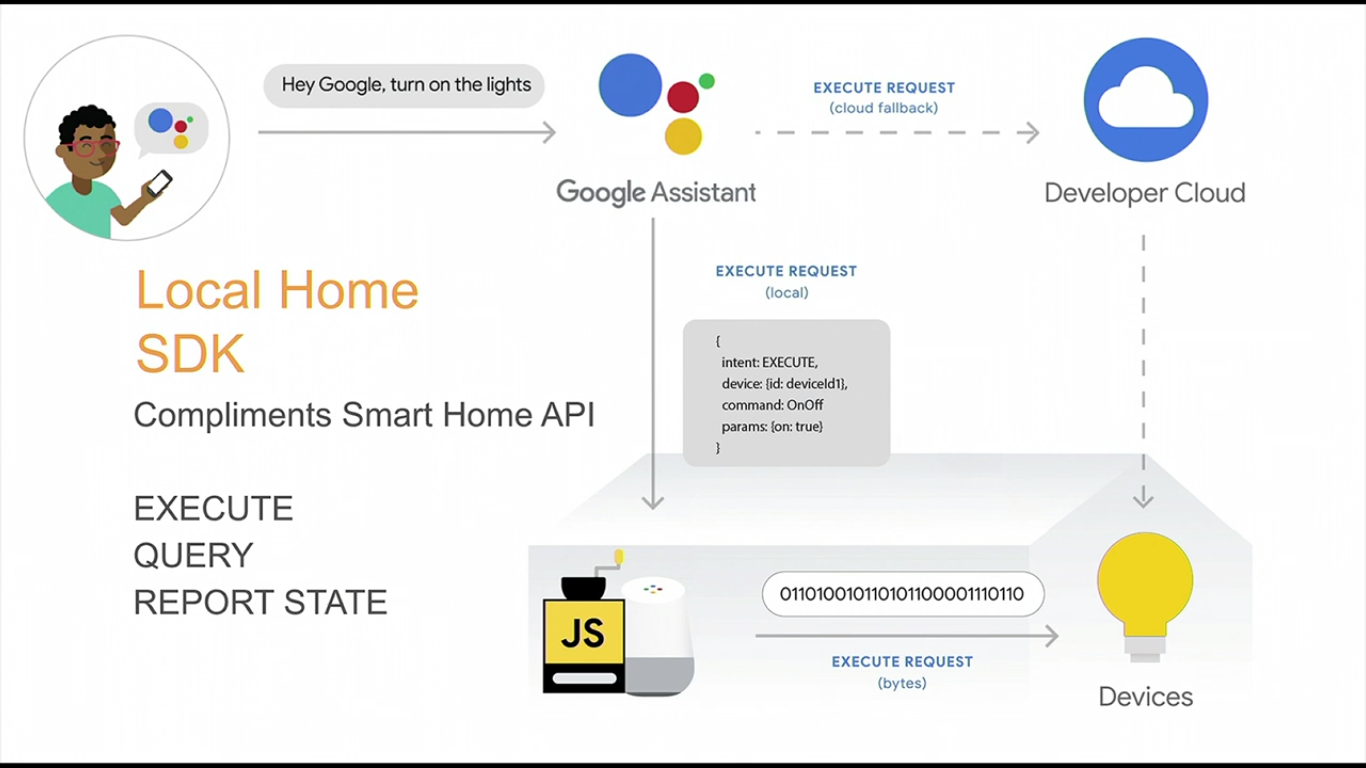 Hey Google, turn on the lights
EXECUTE REQUEST
(cloud fallback)
Google Assistant
Developer Cloud
Local Home
SDK
Compliments Smart Home API
EXECUTE
QUERY
REPORT STATE
EXECUTE REQUEST
(local)
{
intent: EXECUTE,
device: {id: deviceId1},
command: OnOff
params: {on: true}
}
JS
01101001011010110000​1110110
EXECUTE REQUEST
(bytes)
Devices